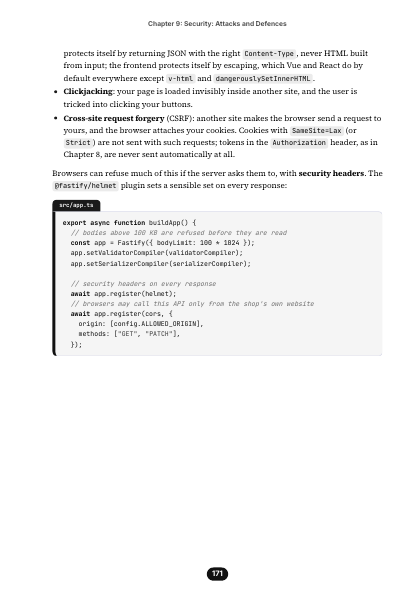 Chapter 9: Security: Attacks and Defences
protects itself by returning JSON with the right Content-Type, never HTML built
from input; the frontend protects itself by escaping, which Vue and React do by
default everywhere except v-html and dangerouslySetInnerHTML.
• Clickjacking: your page is loaded invisibly inside another site, and the user is
tricked into clicking your buttons.
• Cross-site request forgery (CSRF): another site makes the browser send a request to
yours, and the browser attaches your cookies. Cookies with SameSite=Lax (or
Strict) are not sent with such requests; tokens in the Authorization header, as in
Chapter 8, are never sent automatically at all.
Browsers can refuse much of this if the server asks them to, with security headers. The
@fastify/helmet plugin sets a sensible set on every response:
src/app.ts
export async function buildApp() {
// bodies above 100 KB are refused before they are read
const app = Fastify({ bodyLimit: 100 * 1024 });
app.setValidatorCompiler(validatorCompiler);
app.setSerializerCompiler(serializerCompiler);
// security headers on every response
await app.register(helmet);
// browsers may call this API only from the shop's own website
await app.register(cors, {
origin: [config.ALLOWED_ORIGIN],
methods: ["GET", "PATCH"],
});
171